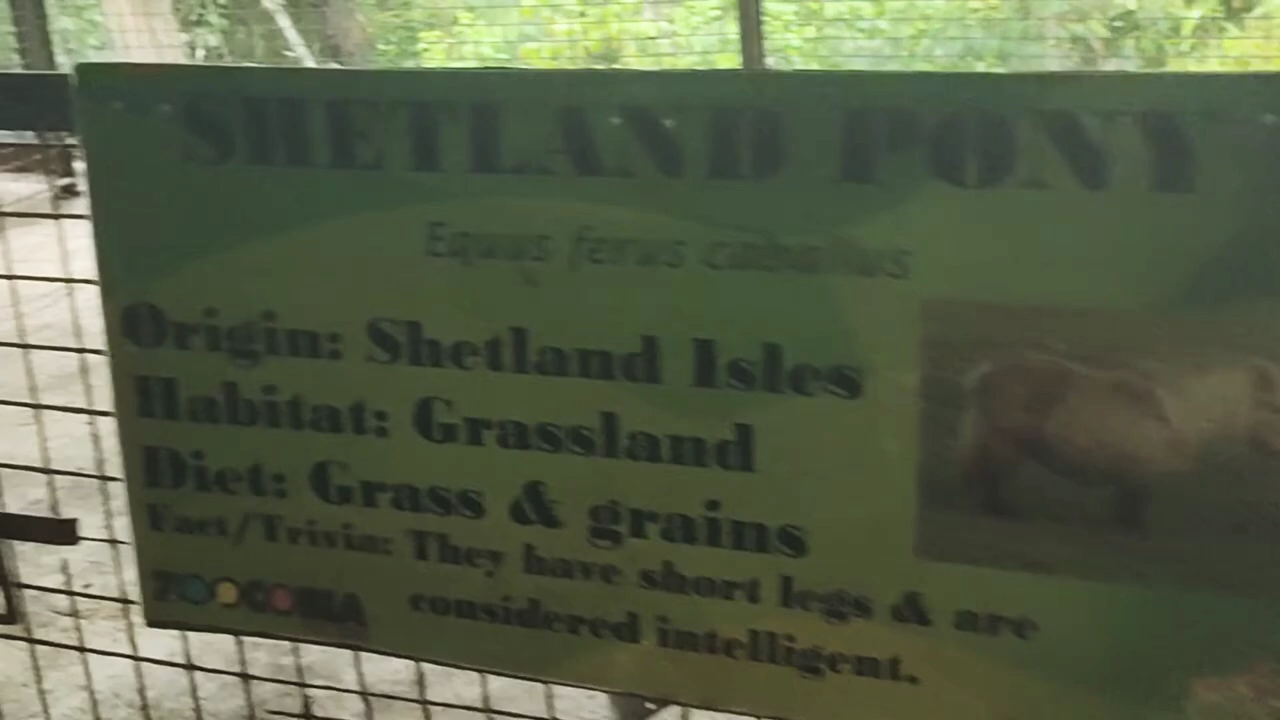 SHETLAND PONY
Equus ferus caballus
Origin: Shetland Isles
Habitat: Grassland
Diet: Grass & grains
Fact/Trivia: They have short legs & are
considered intelligent.
ZOOCOBIA